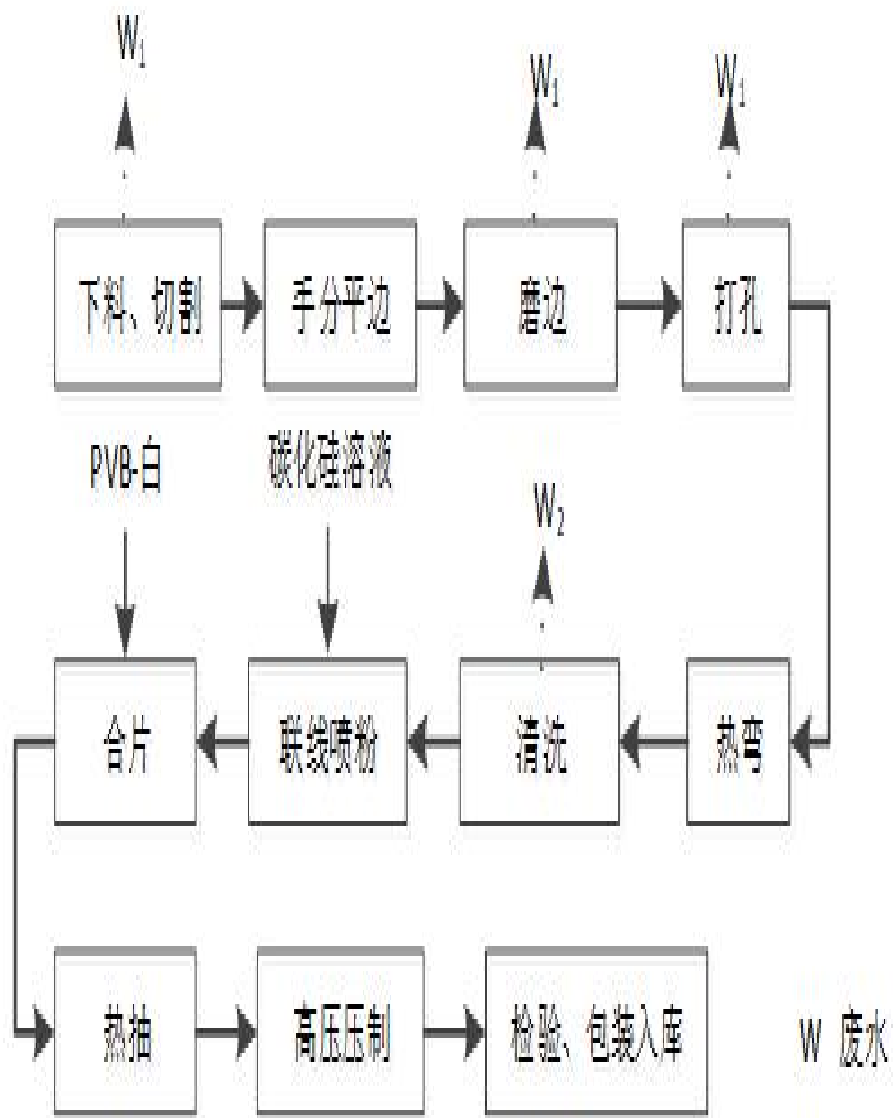 W₁
W₁
W₁
下料、切割
手分平边
磨边
打孔
PVB-白
碳化硅溶液
W₂
合片
联线喷粉
清洗
热弯
热抽
高压压制
检验、包装入库
W 废水